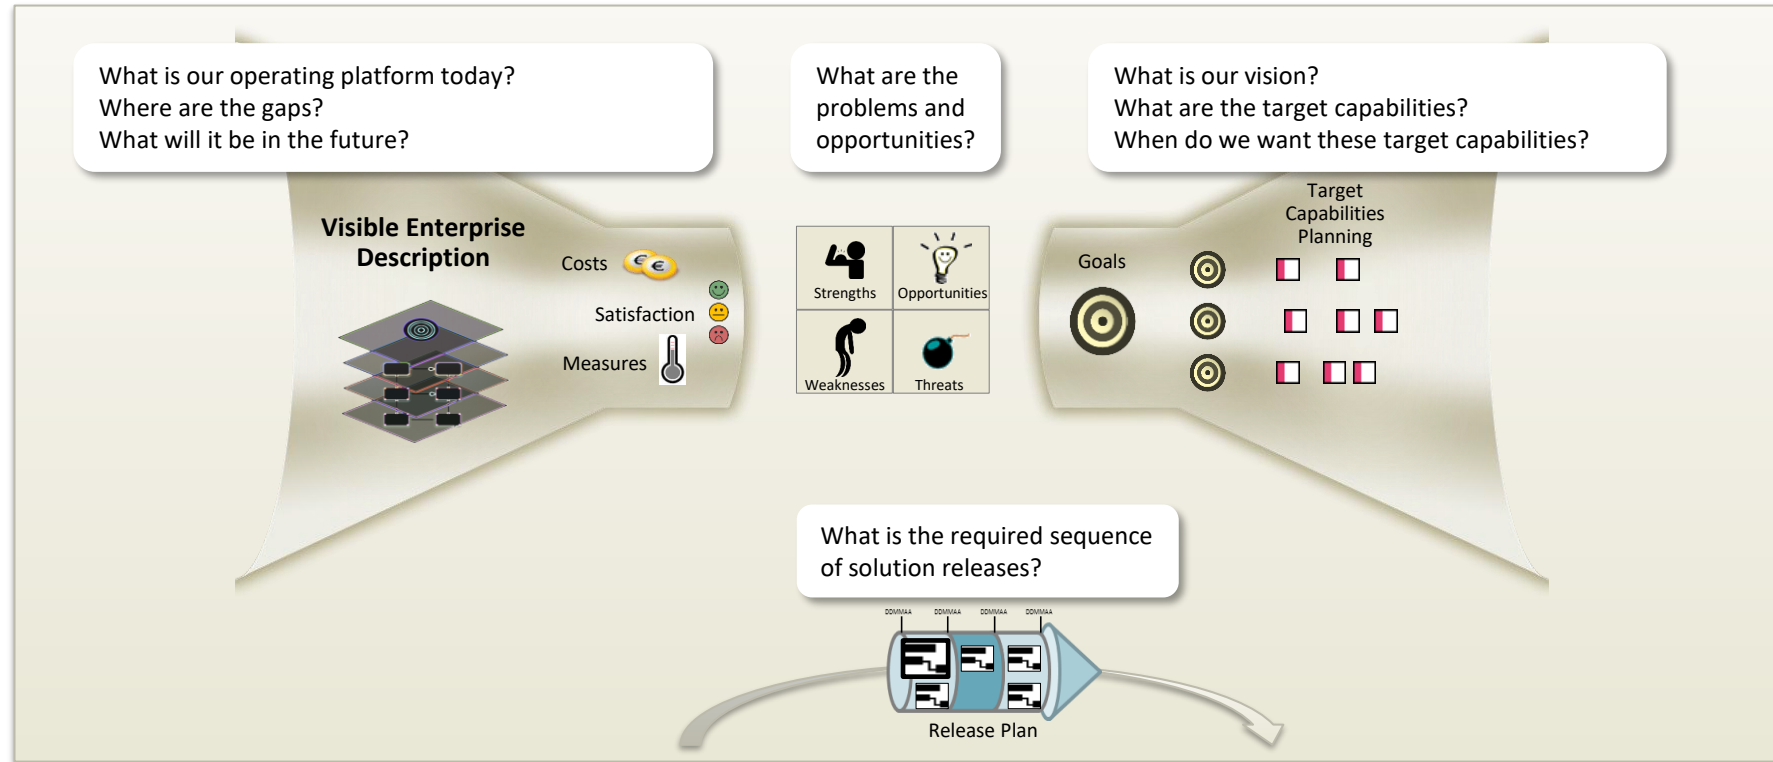 What is our operating platform today?
Where are the gaps?
What will it be in the future?
What are the
problems and
opportunities?
What is our vision?
What are the target capabilities?
When do we want these target capabilities?
Visible Enterprise
Description
Costs
Satisfaction
Measures
Strengths
Opportunities
Weaknesses
Threats
Goals
Target
Capabilities
Planning
What is the required sequence
of solution releases?
DDMMAA DDMMAA DDMMAA DDMMAA
Release Plan